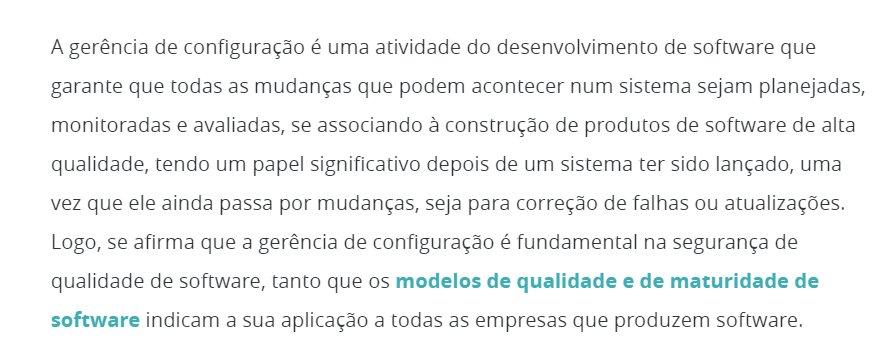 A gerência de configuração é uma atividade do desenvolvimento de software que
garante que todas as mudanças que podem acontecer num sistema sejam planejadas,
monitoradas e avaliadas, se associando à construção de produtos de software de alta
qualidade, tendo um papel significativo depois de um sistema ter sido lançado, uma
vez que ele ainda passa por mudanças, seja para correção de falhas ou atualizações.
Logo, se afirma que a gerência de configuração é fundamental na segurança de
qualidade de software, tanto que os modelos de qualidade e de maturidade de
software indicam a sua aplicação a todas as empresas que produzem software.